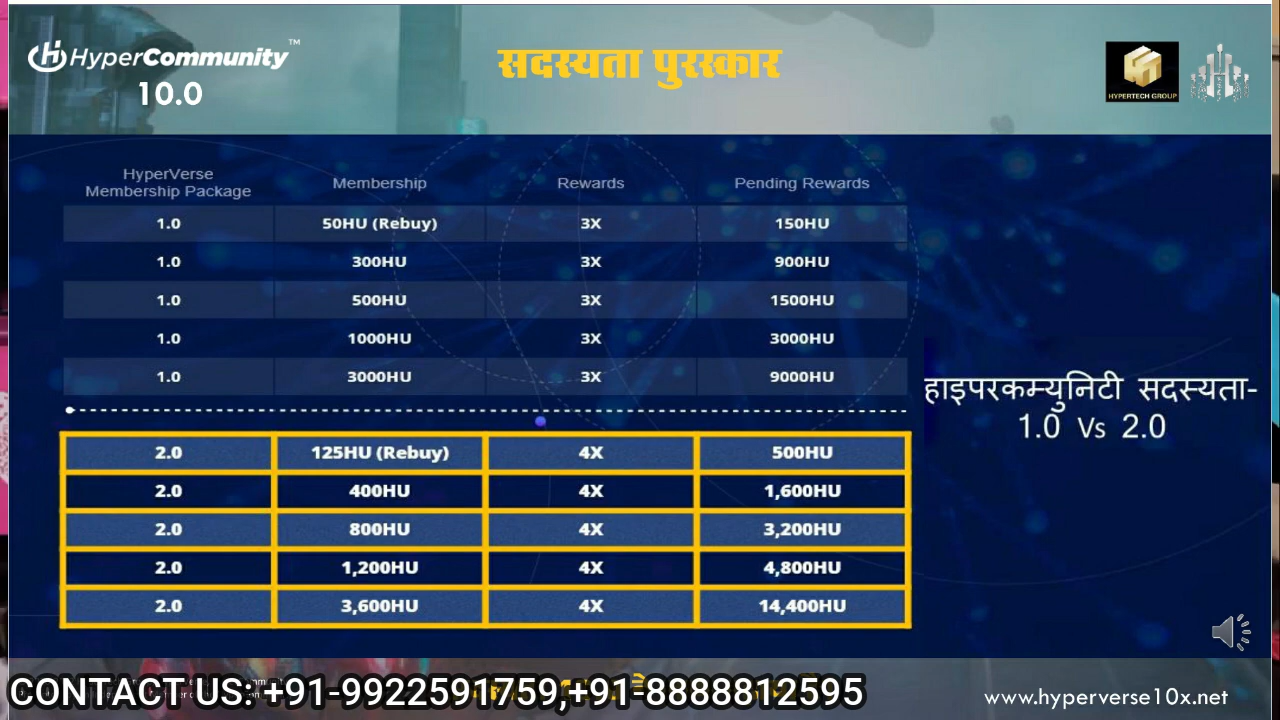 HyperCommunity™
10.0
सदस्यता पुरस्कार
HYPERTECH GROUP
HyperVerse
Membership Package Membership Rewards Pending Rewards
1.0 50HU (Rebuy) 3X 150HU
1.0 300HU 3X 900HU
1.0 500HU 3X 1500HU
1.0 1000HU 3X 3000HU
1.0 3000HU 3X 9000HU
2.0 125HU (Rebuy) 4X 500HU
2.0 400HU 4X 1,600HU
2.0 800HU 4X 3,200HU
2.0 1,200HU 4X 4,800HU
2.0 3,600HU 4X 14,400HU
हाइपरकम्युनिटी सदस्यता-
1.0 Vs 2.0
CONTACT US: +91-9922591759,+91-8888812595
www.hyperverse10x.net